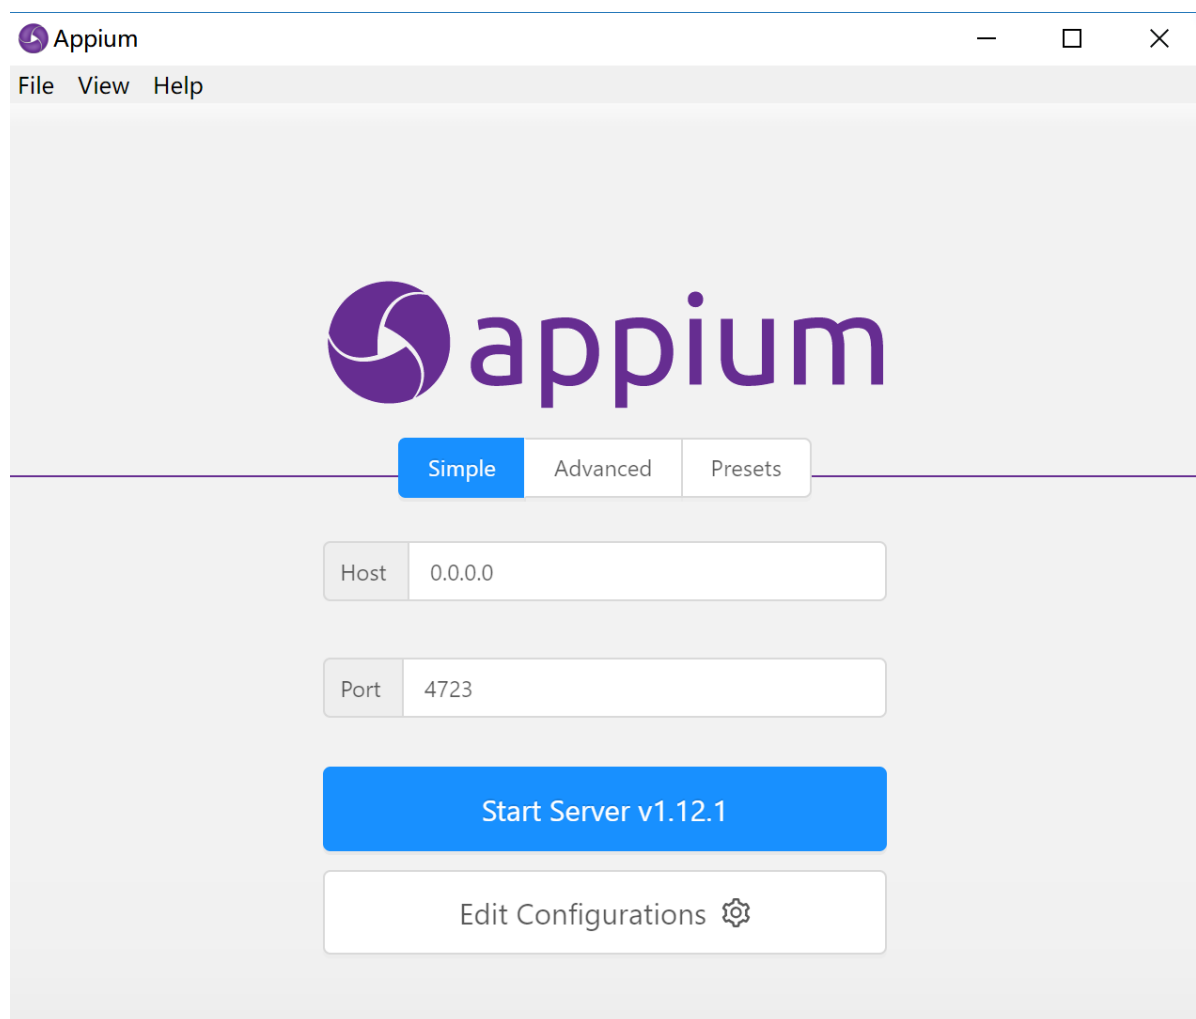 Appium
File View Help
appium
Simple Advanced Presets
Host 0.0.0.0
Port 4723
Start Server v1.12.1
Edit Configurations